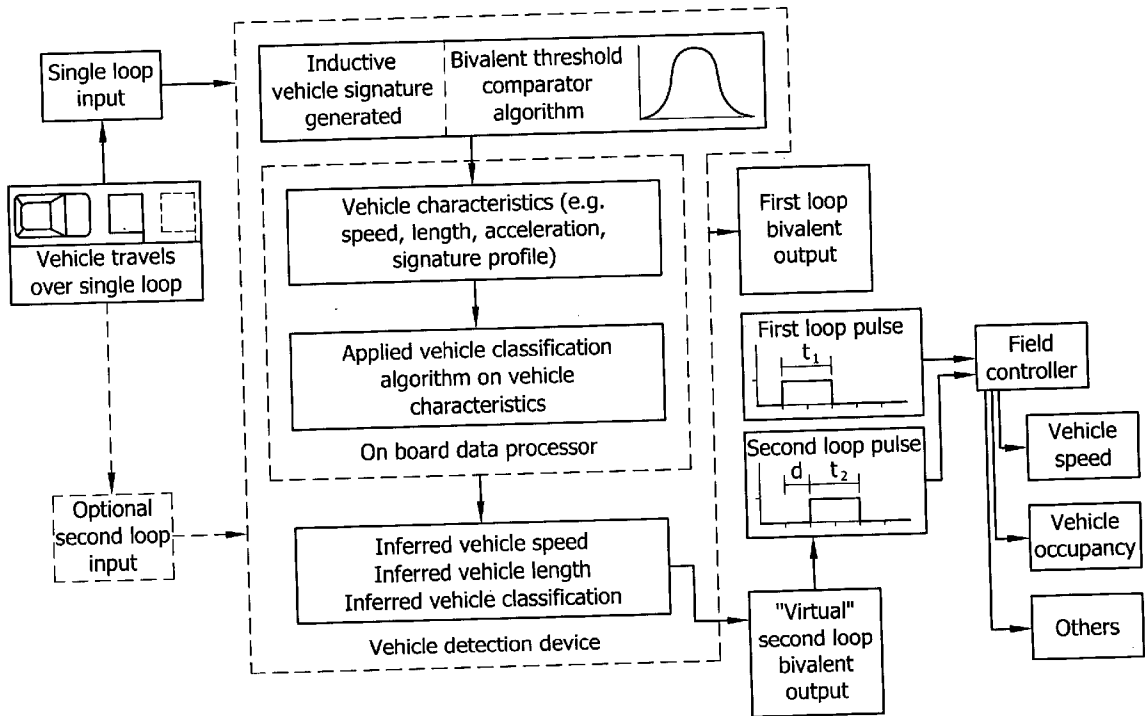 Single loop
input
Inductive
vehicle signature
generated
Bivalent threshold
comparator
algorithm
Vehicle travels
over single loop
Vehicle characteristics (e.g.
speed, length, acceleration,
signature profile)
Applied vehicle classification
algorithm on vehicle
characteristics
On board data processor
First loop
bivalent
output
First loop pulse
t1
Second loop pulse
d
t2
Field
controller
Vehicle
speed
Vehicle
occupancy
Others
Optional
second loop
input
Inferred vehicle speed
Inferred vehicle length
Inferred vehicle classification
Vehicle detection device
"Virtual"
second loop
bivalent
output